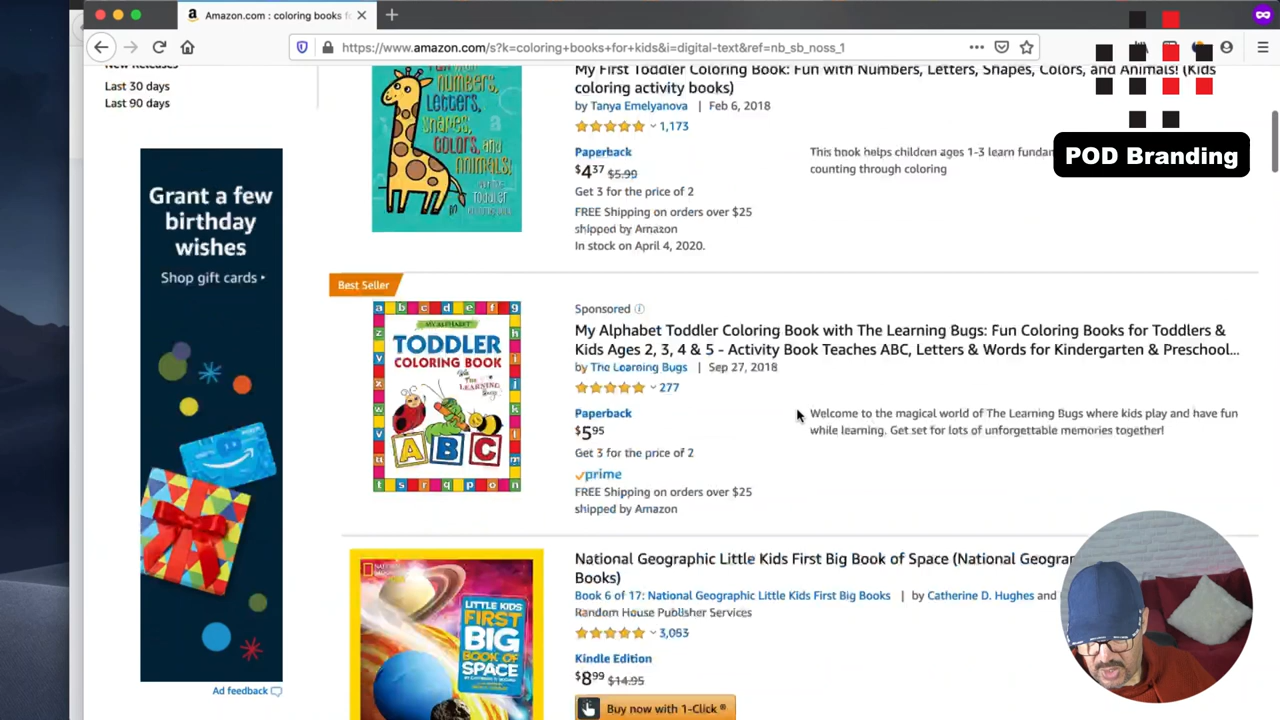 Amazon.com : coloring books fo
https://www.amazon.com/s?k=coloring+books+for+kids&i=digital-text&ref=nb_sb_noss_1
POD Branding
New Releases
Last 30 days
Last 90 days
Grant a few
birthday
wishes
Shop gift cards ▸
Ad feedback
FUN WITH
NUMBERS,
LETTERS,
SHAPES,
COLORS,
AND
ANIMALS!
My First Toddler Coloring Book: Fun with Numbers, Letters, Shapes, Colors, and Animals! (Kids
coloring activity books)
by Tanya Emelyanova | Feb 6, 2018
1,173
Paperback
$4.37 $5.99
Get 3 for the price of 2
FREE Shipping on orders over $25
shipped by Amazon
In stock on April 4, 2020.
This book helps children ages 1-3 learn
counting through coloring
Best Seller
a b c d e f g
MY ALPHABET
TODDLER
COLORING BOOK
With The
LEARNING
Bugs
A B C
t s r q p o n
Sponsored
My Alphabet Toddler Coloring Book with The Learning Bugs: Fun Coloring Books for Toddlers &
Kids Ages 2, 3, 4 & 5 - Activity Book Teaches ABC, Letters & Words for Kindergarten & Preschool...
by The Learning Bugs | Sep 27, 2018
277
Paperback
$5.95
Get 3 for the price of 2
prime
FREE Shipping on orders over $25
shipped by Amazon
Welcome to the magical world of The Learning Bugs where kids play and have fun
while learning. Get set for lots of unforgettable memories together!
NATIONAL GEOGRAPHIC
LITTLE KIDS
FIRST
BIG
BOOK OF
SPACE
National Geographic Little Kids First Big Book of Space (National Geogra
Books)
Book 6 of 17: National Geographic Little Kids First Big Books | by Catherine D. Hughes and
Random House Publisher Services
3,053
Kindle Edition
$8.99 $14.95
Buy now with 1-Click ®